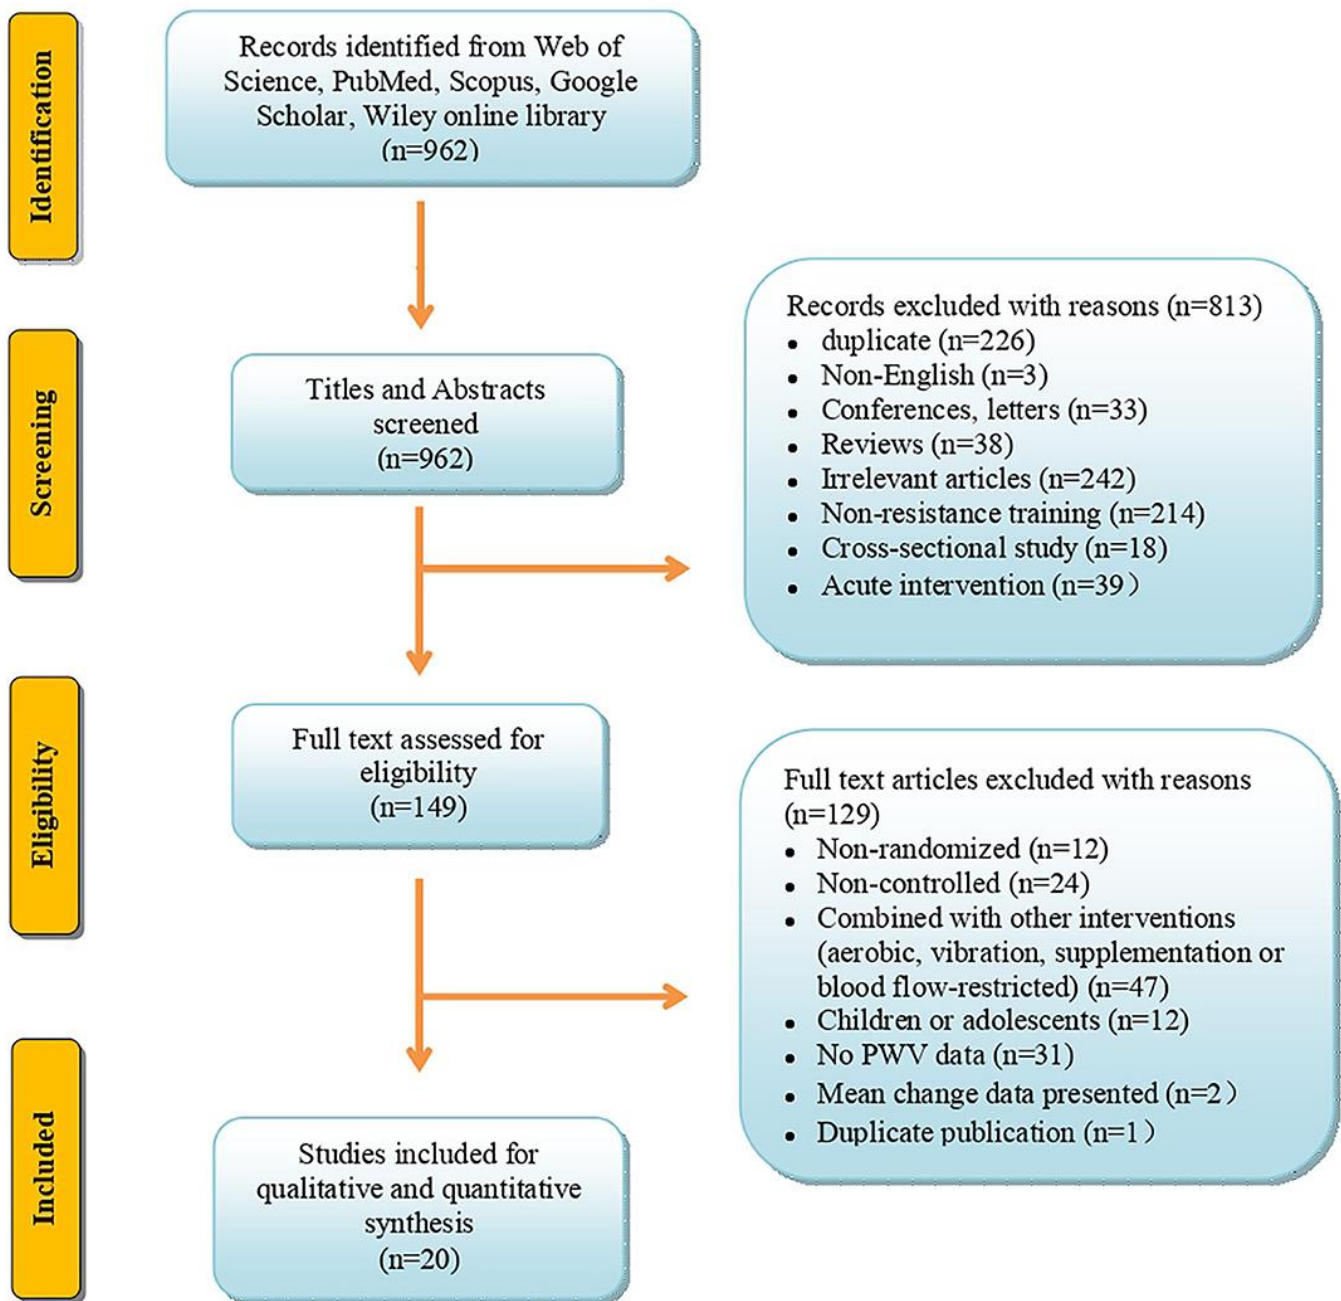 Identification
Records identified from Web of
Science, PubMed, Scopus, Google
Scholar, Wiley online library
(n=962)
Screening
Titles and Abstracts
screened
(n=962)
Records excluded with reasons (n=813)
• duplicate (n=226)
• Non-English (n=3)
• Conferences, letters (n=33)
• Reviews (n=38)
• Irrelevant articles (n=242)
• Non-resistance training (n=214)
• Cross-sectional study (n=18)
• Acute intervention (n=39）
Eligibility
Full text assessed for
eligibility
(n=149)
Full text articles excluded with reasons
(n=129)
• Non-randomized (n=12)
• Non-controlled (n=24)
• Combined with other interventions
(aerobic, vibration, supplementation or
blood flow-restricted) (n=47)
• Children or adolescents (n=12)
• No PWV data (n=31)
• Mean change data presented (n=2）
• Duplicate publication (n=1）
Included
Studies included for
qualitative and quantitative
synthesis
(n=20)